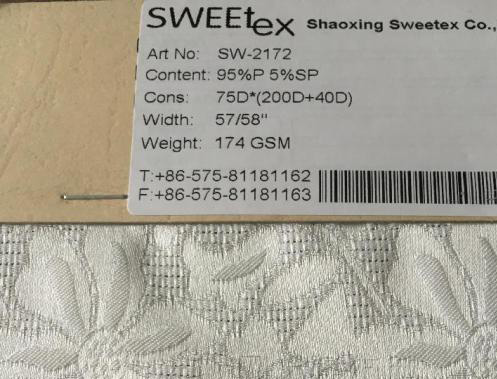 SWEEtex Shaoxing Sweetex Co.,
Art No: SW-2172
Content: 95%P 5%SP
Cons: 75D*(200D+40D)
Width: 57/58"
Weight: 174 GSM
T:+86-575-81181162
F:+86-575-81181163